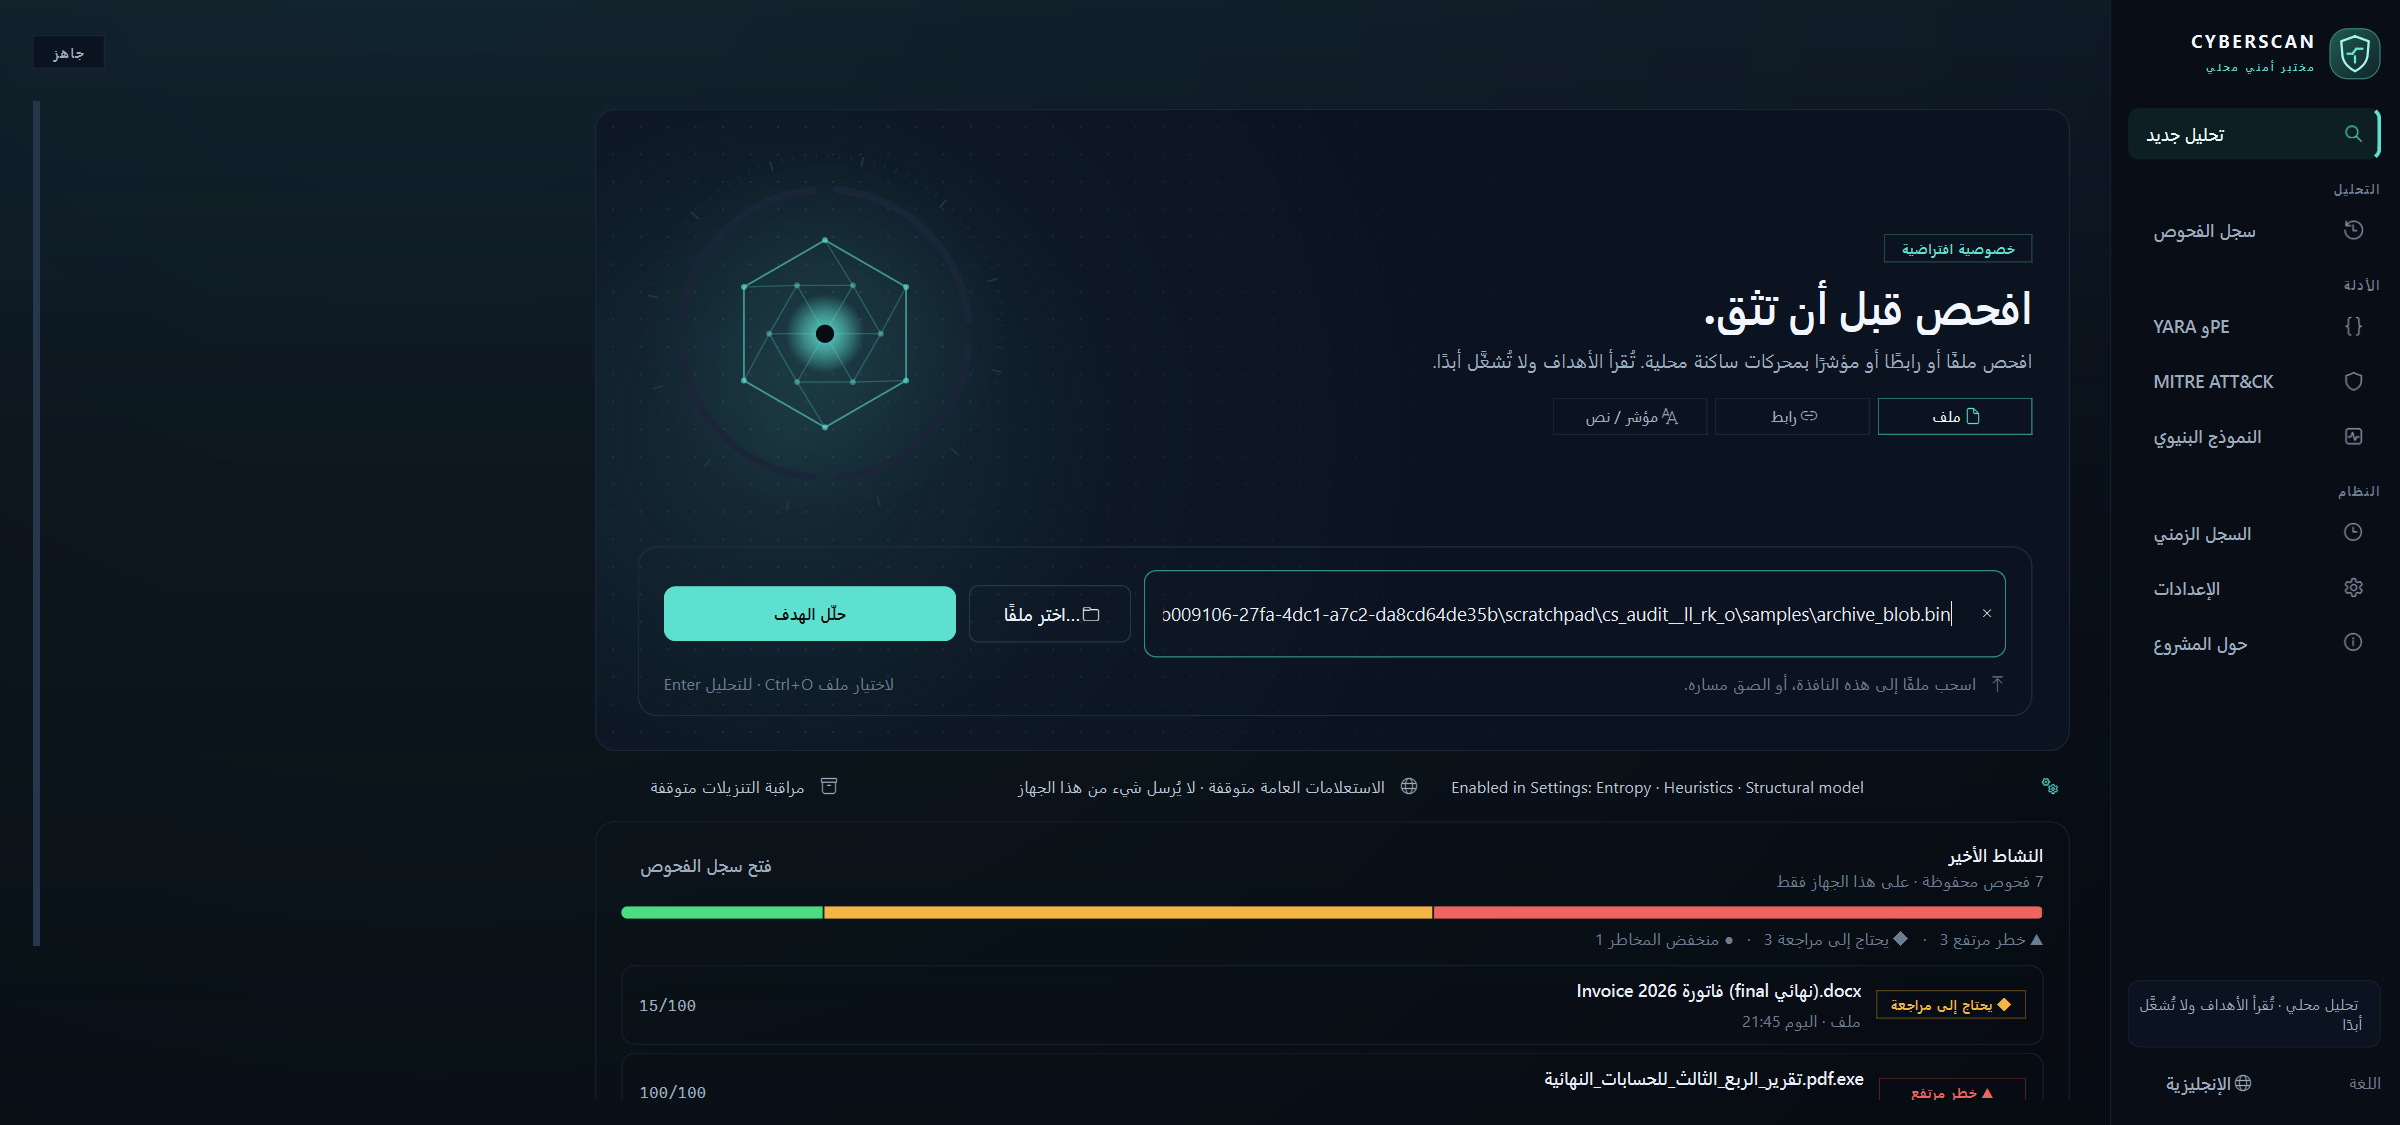 CYBERSCAN
مختبر أمني محلي
جاهز
تحليل جديد
التحليل
سجل الفحوص
الأدلة
YARA وPE
MITRE ATT&CK
النموذج البنيوي
النظام
السجل الزمني
الإعدادات
حول المشروع
تحليل محلي · تُقرأ الأهداف ولا تُشغَّل
أبدًا
اللغة
الإنجليزية
خصوصية افتراضية
افحص قبل أن تثق.
افحص ملفًا أو رابطًا أو مؤشرًا بمحركات ساكنة محلية. تُقرأ الأهداف ولا تُشغَّل أبدًا.
ملف
رابط
مؤشر / نص
009106-27fa-4dc1-a7c2-da8cd64de35b\scratchpad\cs_audit__ll_rk_o\samples\archive_blob.bin
اختر ملفًا...
حلّل الهدف
اسحب ملفًا إلى هذه النافذة، أو الصق مساره.
لاختيار ملف Ctrl+O · للتحليل Enter
Enabled in Settings: Entropy · Heuristics · Structural model
الاستعلامات العامة متوقفة · لا يُرسل شيء من هذا الجهاز
مراقبة التنزيلات متوقفة
النشاط الأخير
فتح سجل الفحوص
7 فحوص محفوظة · على هذا الجهاز فقط
▲ خطر مرتفع 3 · ◆ يحتاج إلى مراجعة 3 · ● منخفض المخاطر 1
◆ يحتاج إلى مراجعة
Invoice 2026 فاتورة (final نهائي).docx
ملف · اليوم 21:45
15/100
▲ خطر مرتفع
تقرير_الربع_الثالث_للحسابات_النهائية.pdf.exe
100/100